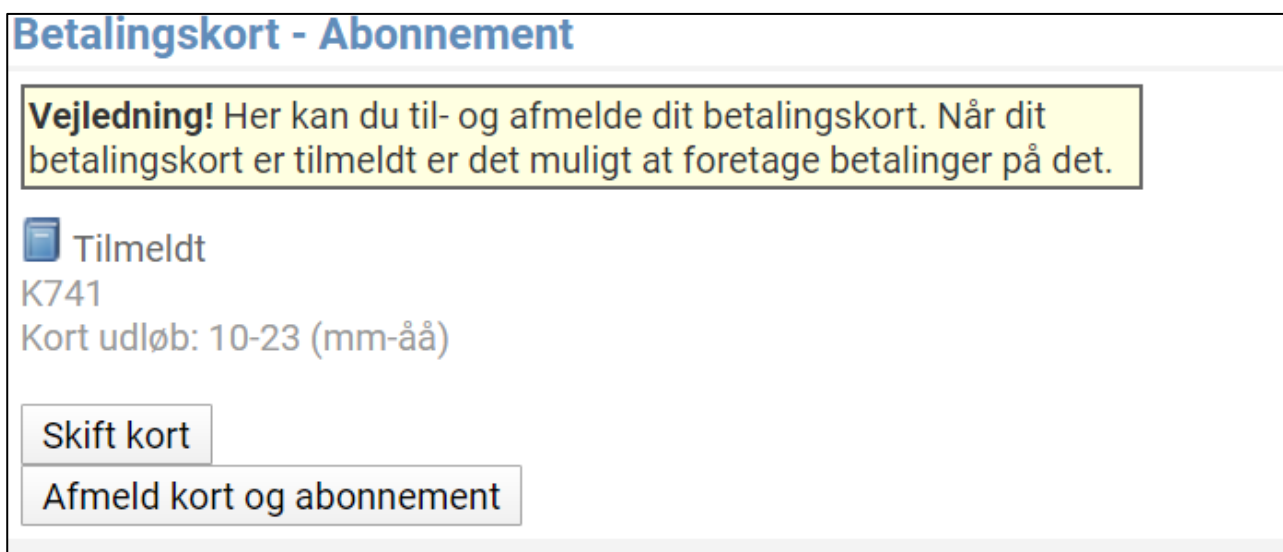 Betalingskort - Abonnement
Vejledning! Her kan du til- og afmelde dit betalingskort. Når dit
betalingskort er tilmeldt er det muligt at foretage betalinger på det.
Tilmeldt
K741
Kort udløb: 10-23 (mm-åå)
Skift kort
Afmeld kort og abonnement